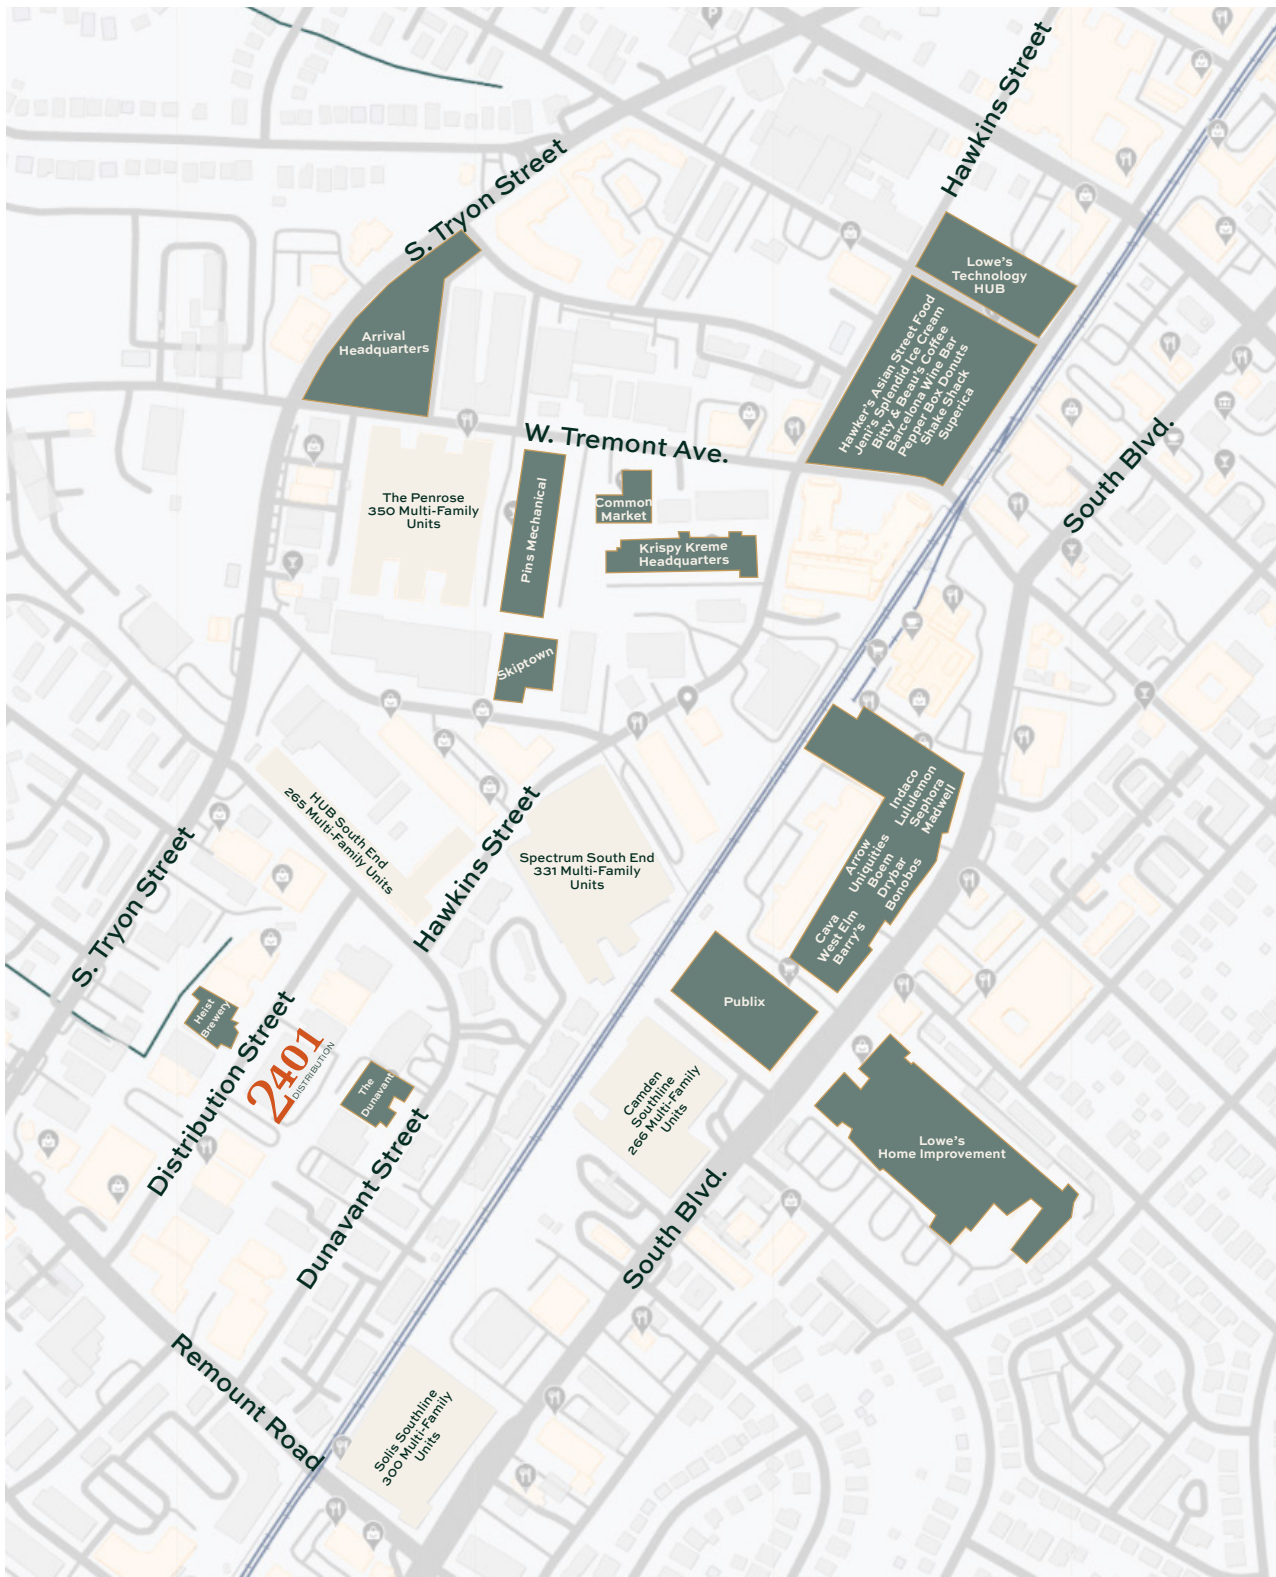 Hawkins Street
S. Tryon Street
Lowe's
Technology
HUB
Arrival
Headquarters
Hawker's Asian Street Food
Jeni's Splendid Ice Cream
Bitty & Beau's Coffee
Barcelona Wine Bar
Pepper Box Donuts
Shake Shack
Superica
W. Tremont Ave.
South Blvd.
The Penrose
350 Multi-Family
Units
Pins Mechanical
Common
Market
Krispy Kreme
Headquarters
Skiptown
HUB South End
265 Multi-Family
Units
Hawkins Street
Spectrum South End
331 Multi-Family
Units
Indaco
Lululemon
Sephora
Madwell
Arrow
Uniquities
Boem
Drybar
Bonobos
Cava
West Elm
Barry's
S. Tryon Street
Publix
Heist
Brewery
Distribution Street
2401
DISTRIBUTION
The
Dunavant
Dunavant Street
Camden
Southline
266 Multi-Family
Units
Lowe's
Home Improvement
South Blvd.
Remount Road
Solis Southline
300 Multi-Family
Units
P